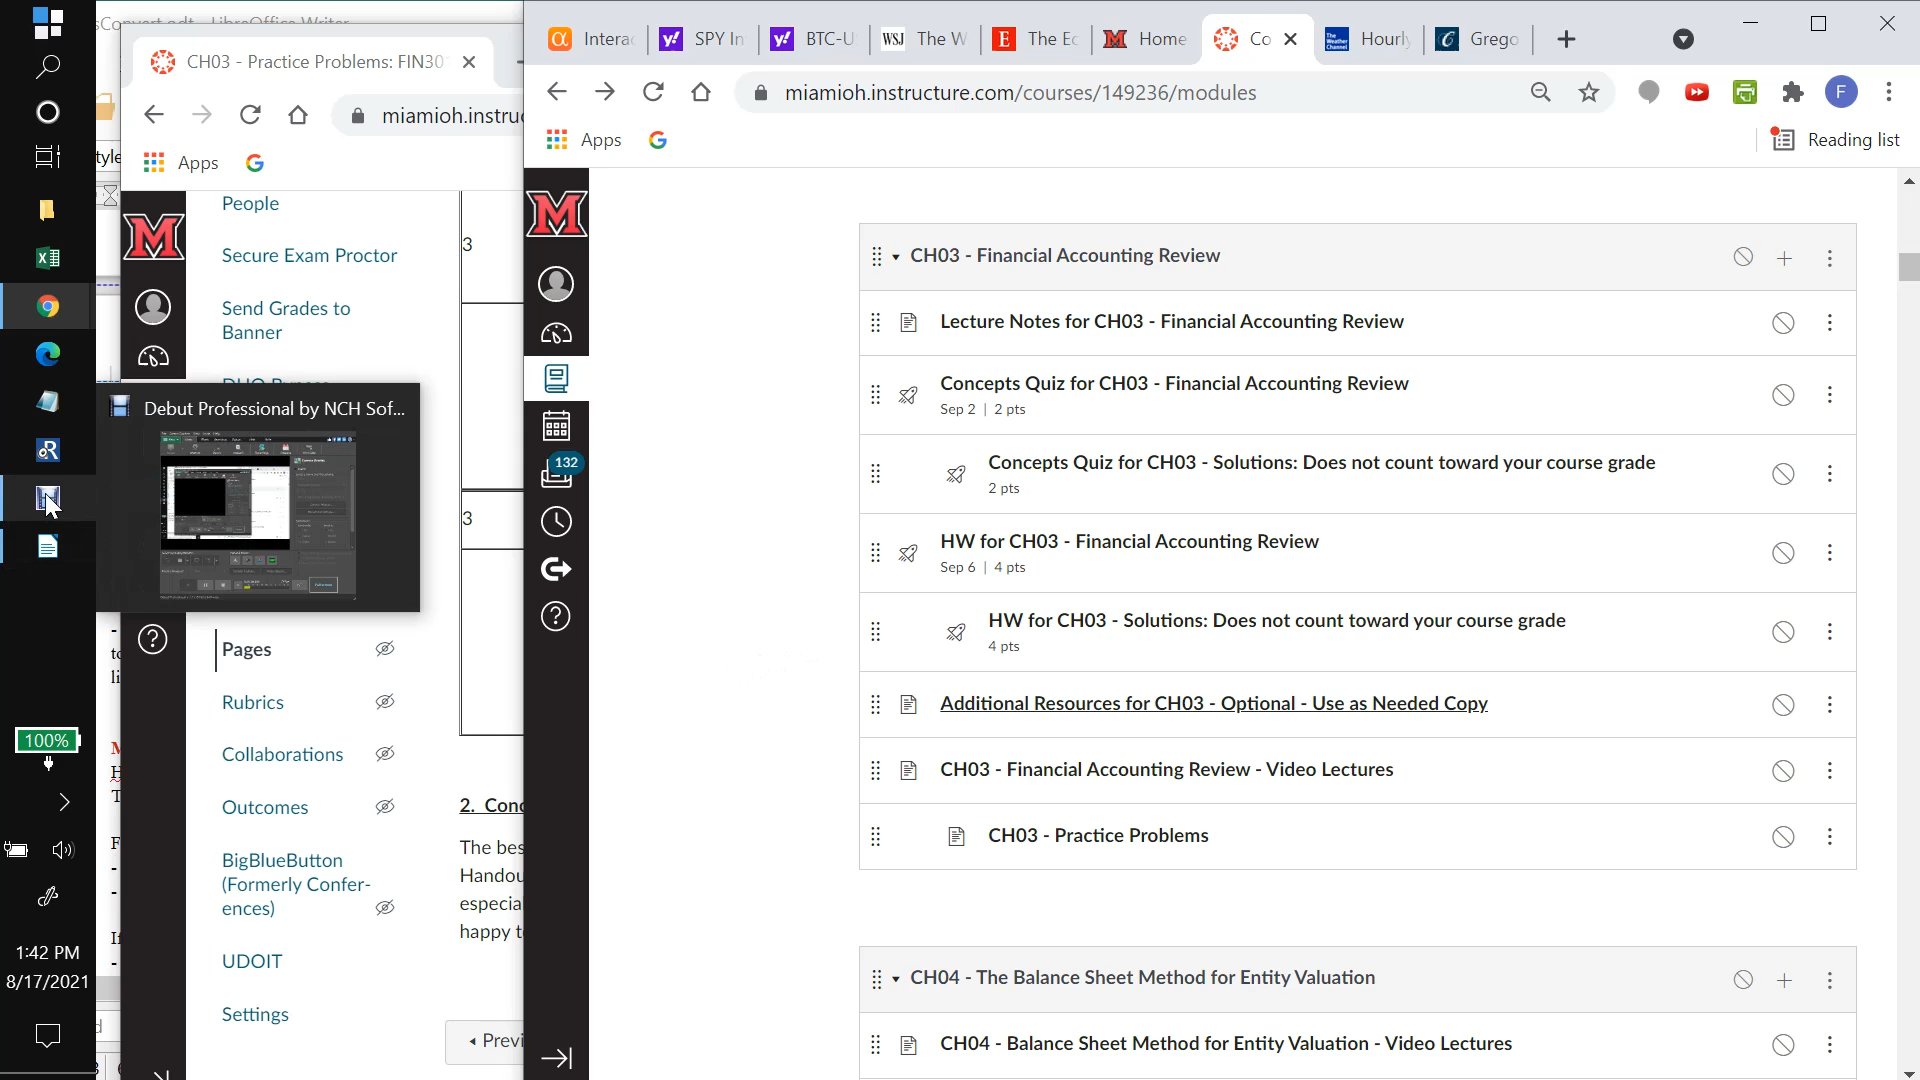 Intera
SPY In
BTC-U
WSJ
The W
The Ec
Home
Co
Hourly
Grego
CH03 - Practice Problems: FIN30
miamioh.instructure.com/courses/149236/modules
F
miamioh.instru
Apps
Reading list
tyle
Apps
People
Secure Exam Proctor
Send Grades to
Banner
3
3
Debut Professional by NCH Sof...
Pages
Rubrics
Collaborations
Outcomes
BigBlueButton
(Formerly Confer-
ences)
UDOIT
Settings
2. Conc
The bes
Handou
especia
happy t
Previ
132
CH03 - Financial Accounting Review
Lecture Notes for CH03 - Financial Accounting Review
Concepts Quiz for CH03 - Financial Accounting Review
Sep 2 | 2 pts
Concepts Quiz for CH03 - Solutions: Does not count toward your course grade
2 pts
HW for CH03 - Financial Accounting Review
Sep 6 | 4 pts
HW for CH03 - Solutions: Does not count toward your course grade
4 pts
Additional Resources for CH03 - Optional - Use as Needed Copy
CH03 - Financial Accounting Review - Video Lectures
CH03 - Practice Problems
CH04 - The Balance Sheet Method for Entity Valuation
CH04 - Balance Sheet Method for Entity Valuation - Video Lectures
100%
1:42 PM
8/17/2021